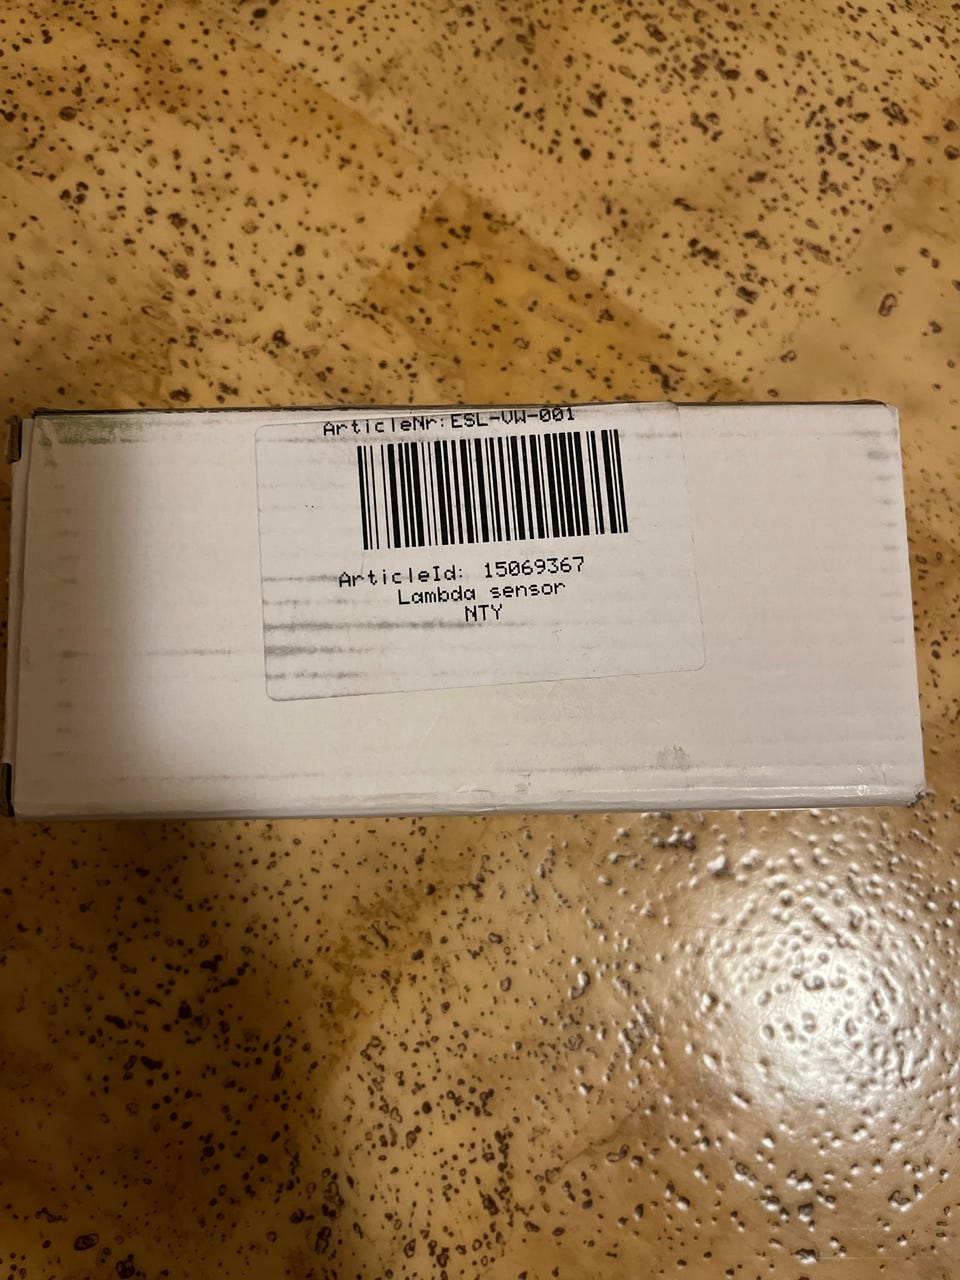 ArticleNr:ESL-VW-001
ArticleId: 15069367
Lambda sensor
NTY